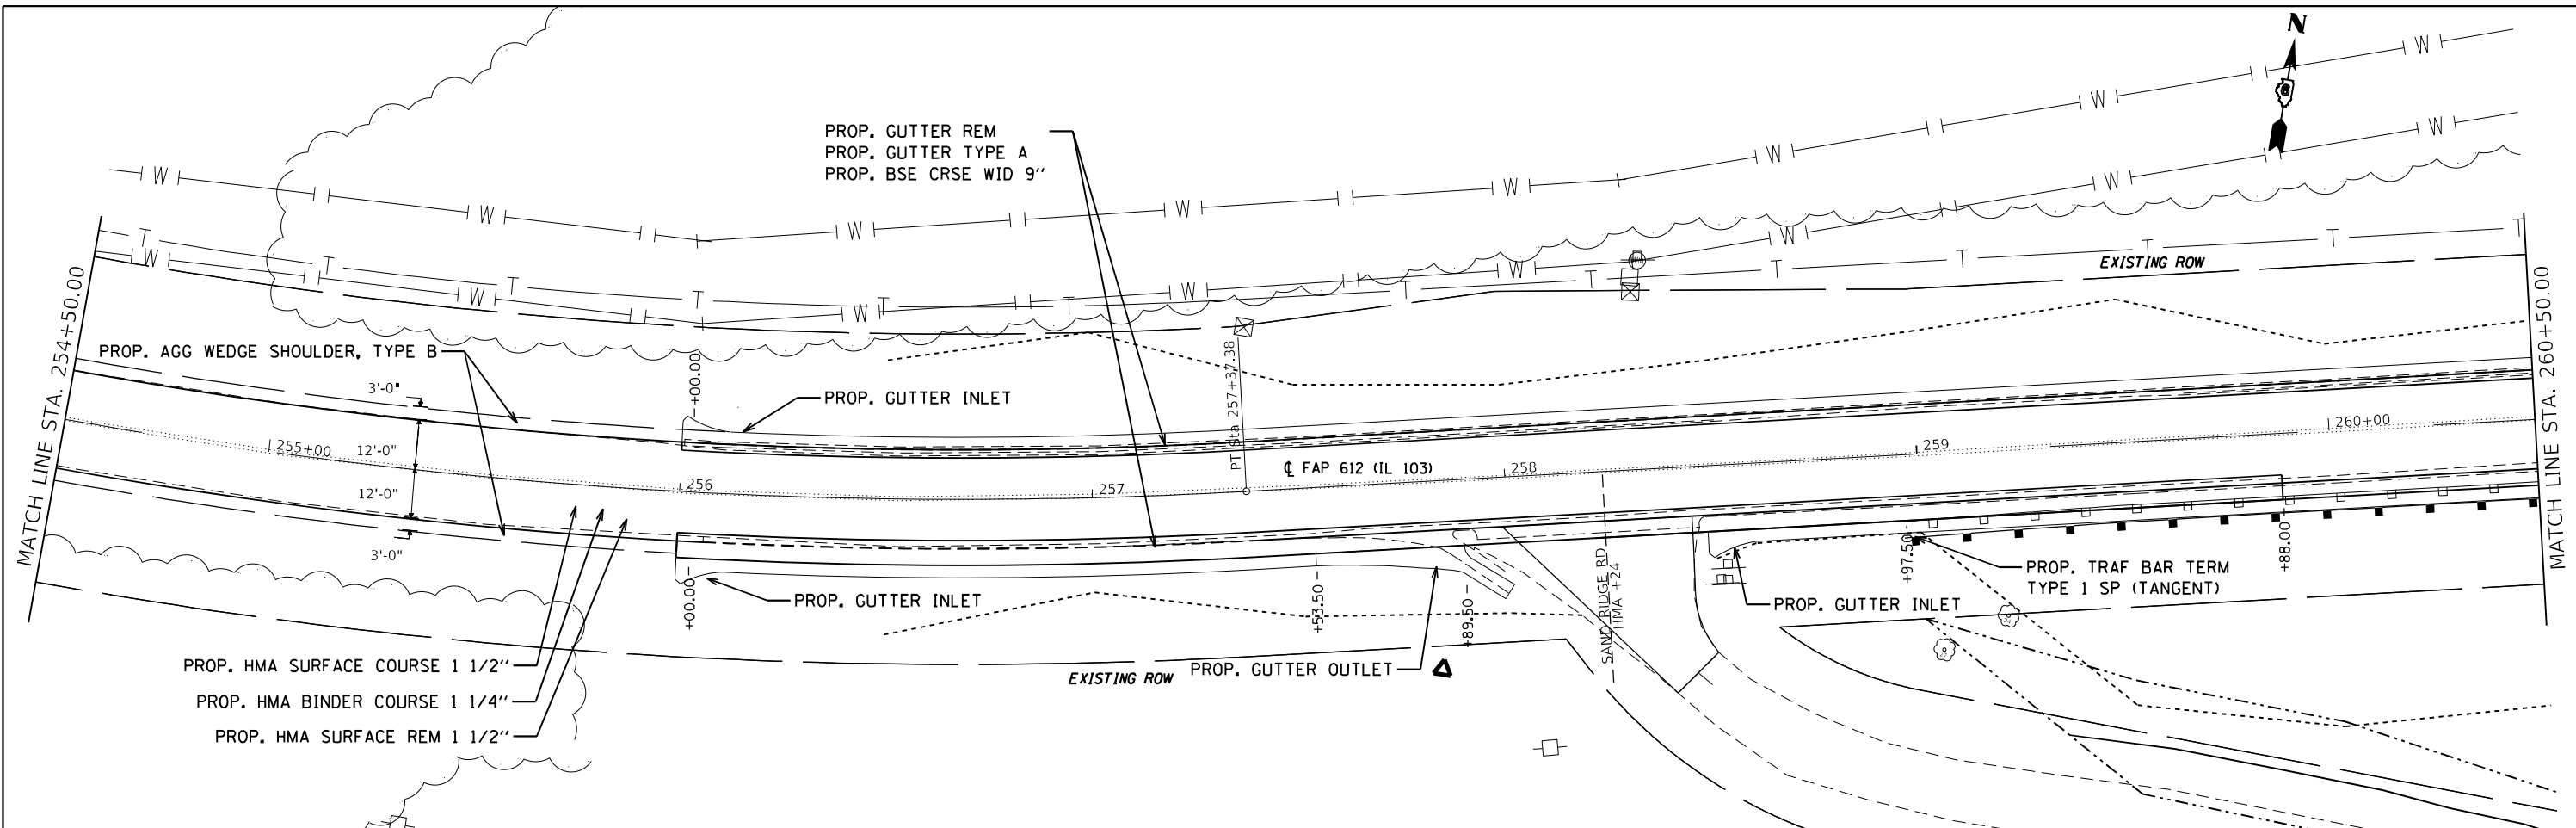 N
W W W W W W W W
PROP. GUTTER REM
PROP. GUTTER TYPE A
PROP. BSE CRSE WID 9"
W W W W W W W W
T T T T T T T T T T T T T T
EXISTING ROW
MATCH LINE STA. 254+50.00
MATCH LINE STA. 260+50.00
PROP. AGG WEDGE SHOULDER, TYPE B
3'-0"
+00.00
PROP. GUTTER INLET
PT Sta 257+37.38
255+00
12'-0"
12'-0"
256
257
℄ FAP 612 (IL 103)
258
259
260+00
3'-0"
+00.00
PROP. GUTTER INLET
+53.50
+89.50
SAND RIDGE RD
HMA +24
PROP. GUTTER INLET
+97.50
PROP. TRAF BAR TERM
TYPE 1 SP (TANGENT)
+88.00
PROP. HMA SURFACE COURSE 1 1/2"
PROP. HMA BINDER COURSE 1 1/4"
PROP. HMA SURFACE REM 1 1/2"
EXISTING ROW
PROP. GUTTER OUTLET